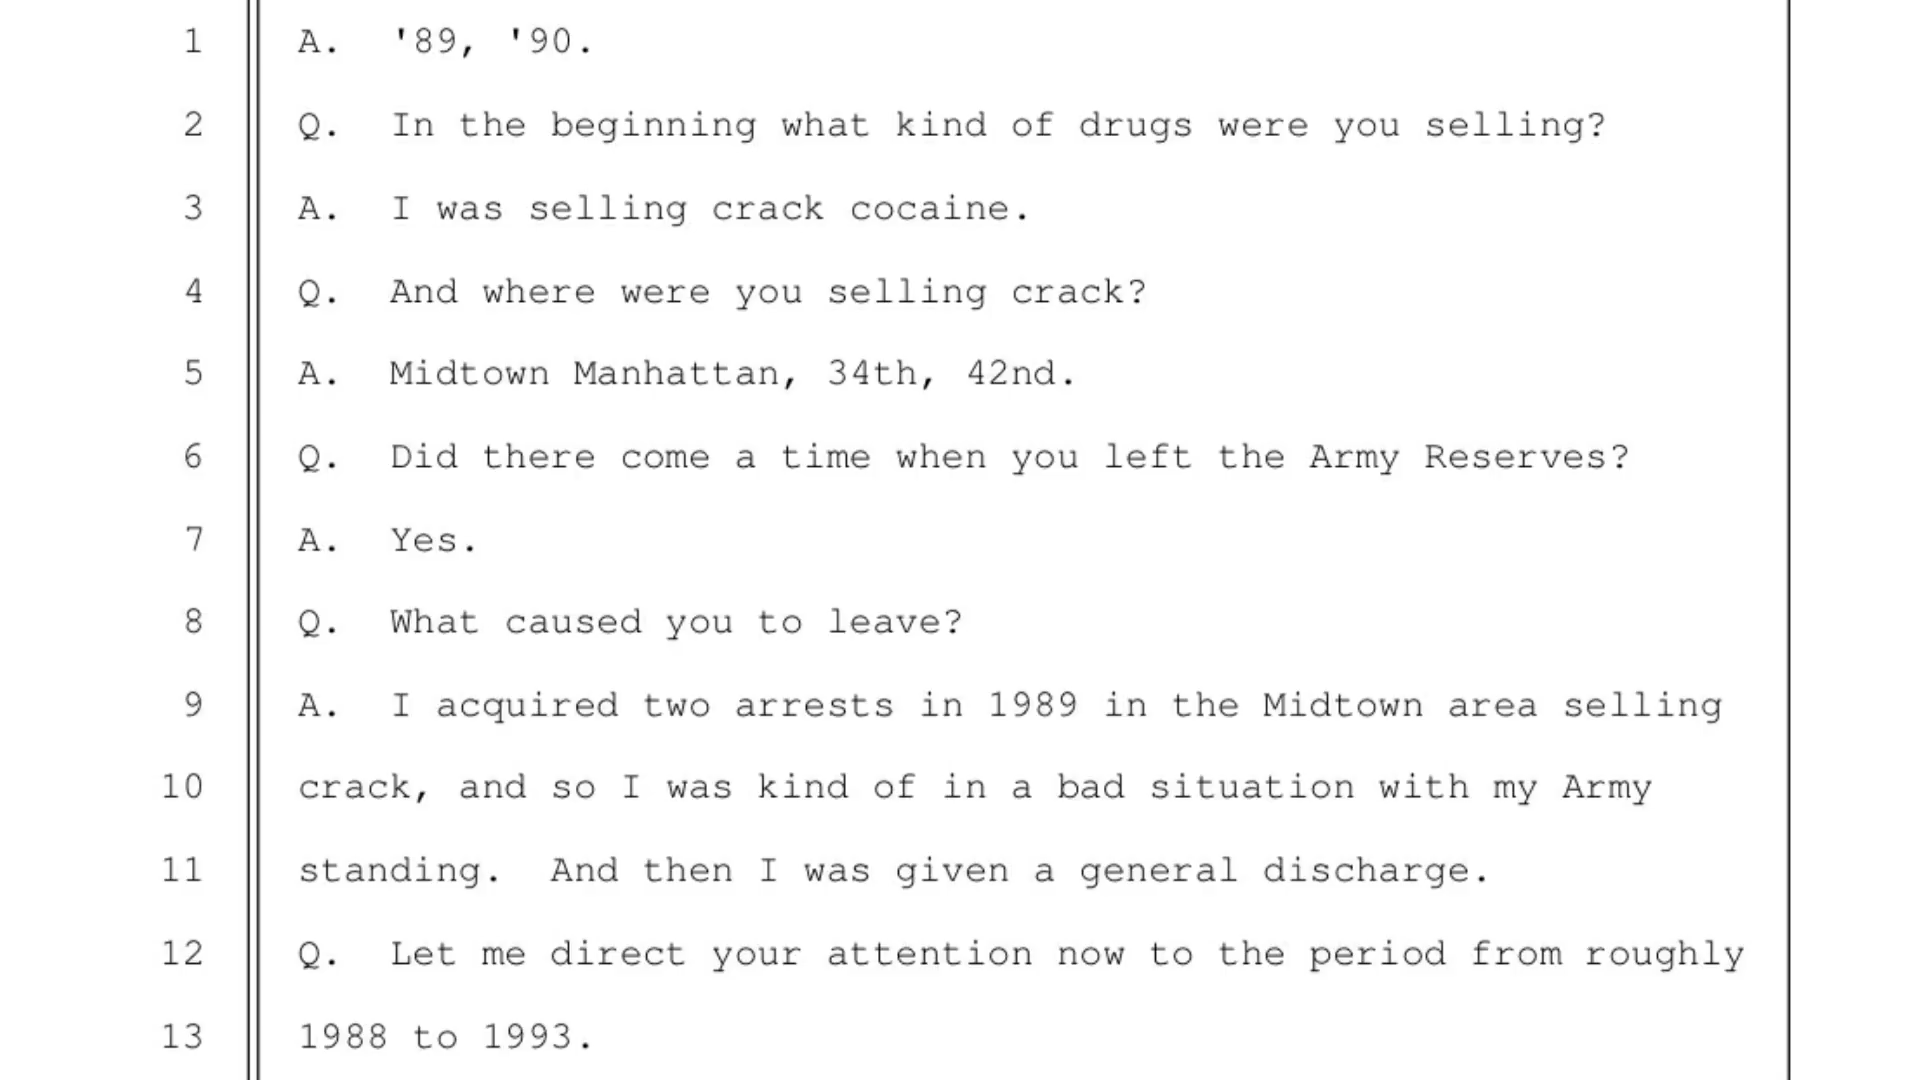 1 A. '89, '90.
2 Q. In the beginning what kind of drugs were you selling?
3 A. I was selling crack cocaine.
4 Q. And where were you selling crack?
5 A. Midtown Manhattan, 34th, 42nd.
6 Q. Did there come a time when you left the Army Reserves?
7 A. Yes.
8 Q. What caused you to leave?
9 A. I acquired two arrests in 1989 in the Midtown area selling
10 crack, and so I was kind of in a bad situation with my Army
11 standing. And then I was given a general discharge.
12 Q. Let me direct your attention now to the period from roughly
13 1988 to 1993.